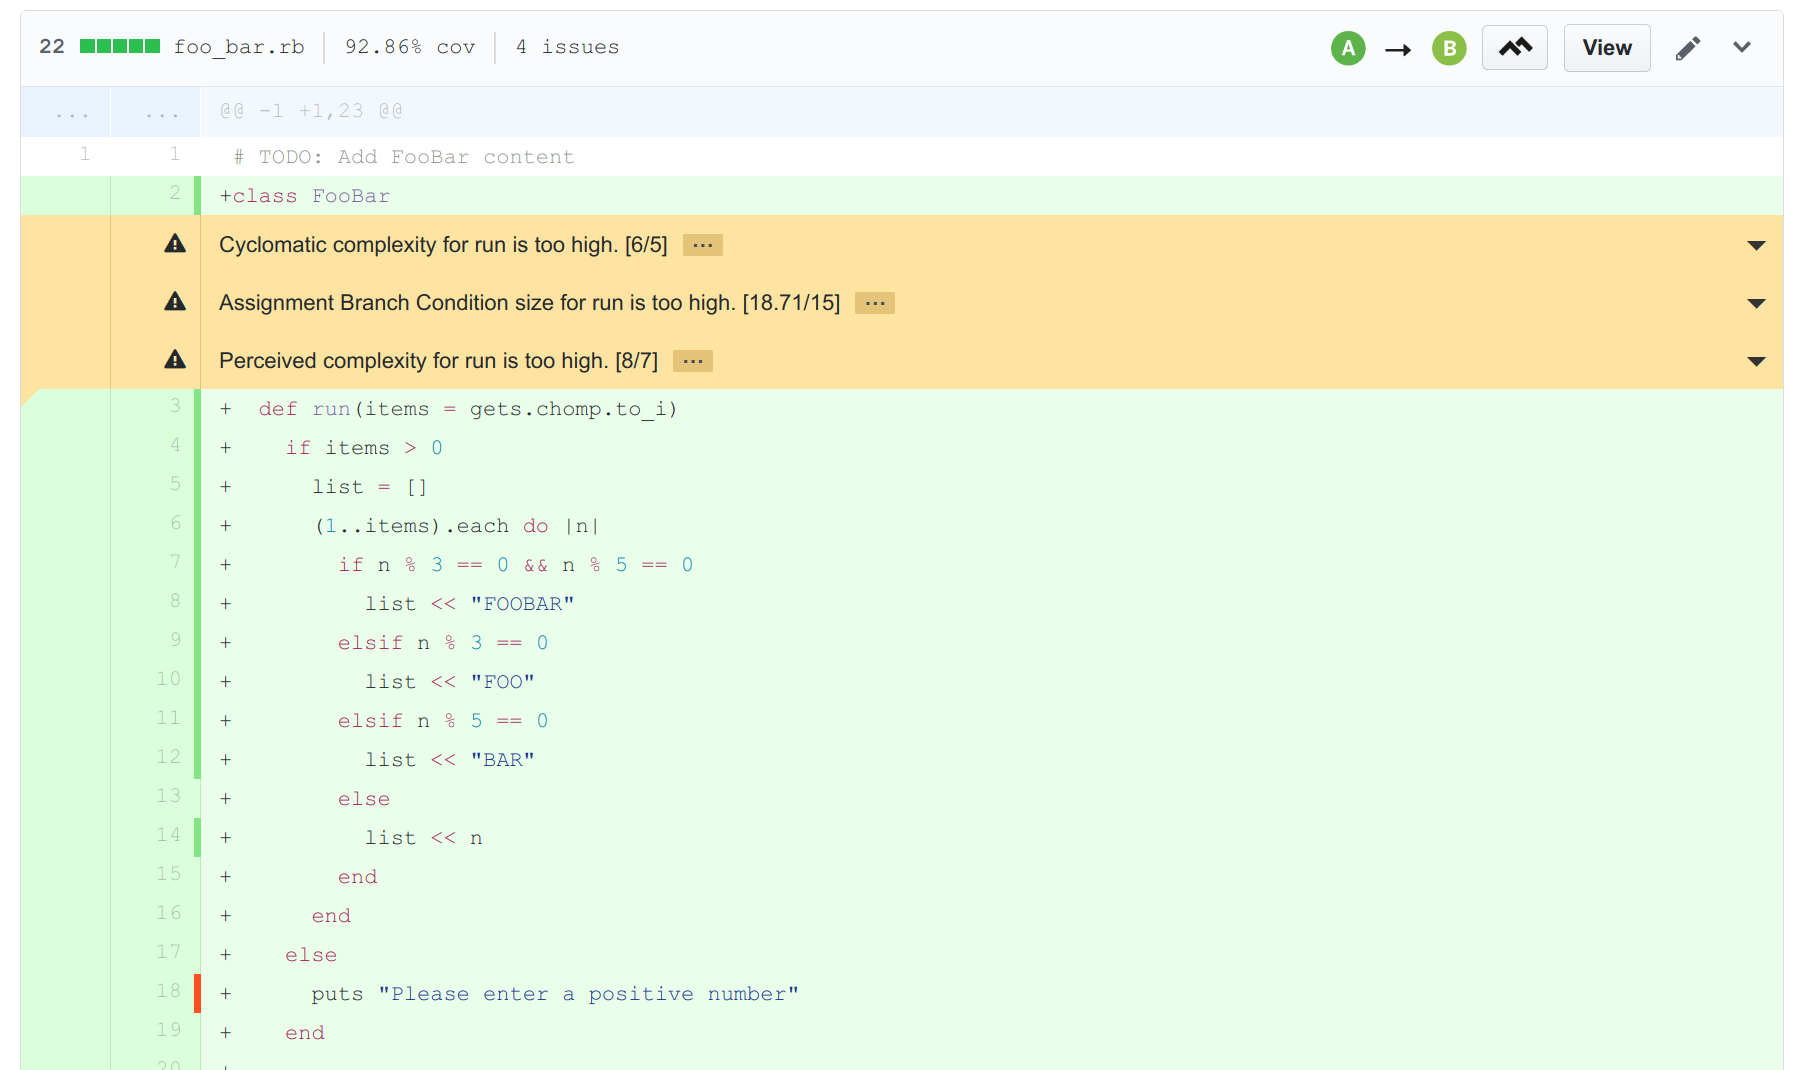 22 foo_bar.rb 92.86% cov 4 issues A → B View
... ... @@ -1 +1,23 @@
1 1 # TODO: Add FooBar content
2 +class FooBar
Cyclomatic complexity for run is too high. [6/5] ...
Assignment Branch Condition size for run is too high. [18.71/15] ...
Perceived complexity for run is too high. [8/7] ...
3 +  def run(items = gets.chomp.to_i)
4 +    if items > 0
5 +      list = []
6 +      (1..items).each do |n|
7 +        if n % 3 == 0 && n % 5 == 0
8 +          list << "FOOBAR"
9 +        elsif n % 3 == 0
10 +          list << "FOO"
11 +        elsif n % 5 == 0
12 +          list << "BAR"
13 +        else
14 +          list << n
15 +        end
16 +      end
17 +    else
18 +      puts "Please enter a positive number"
19 +    end
20 +